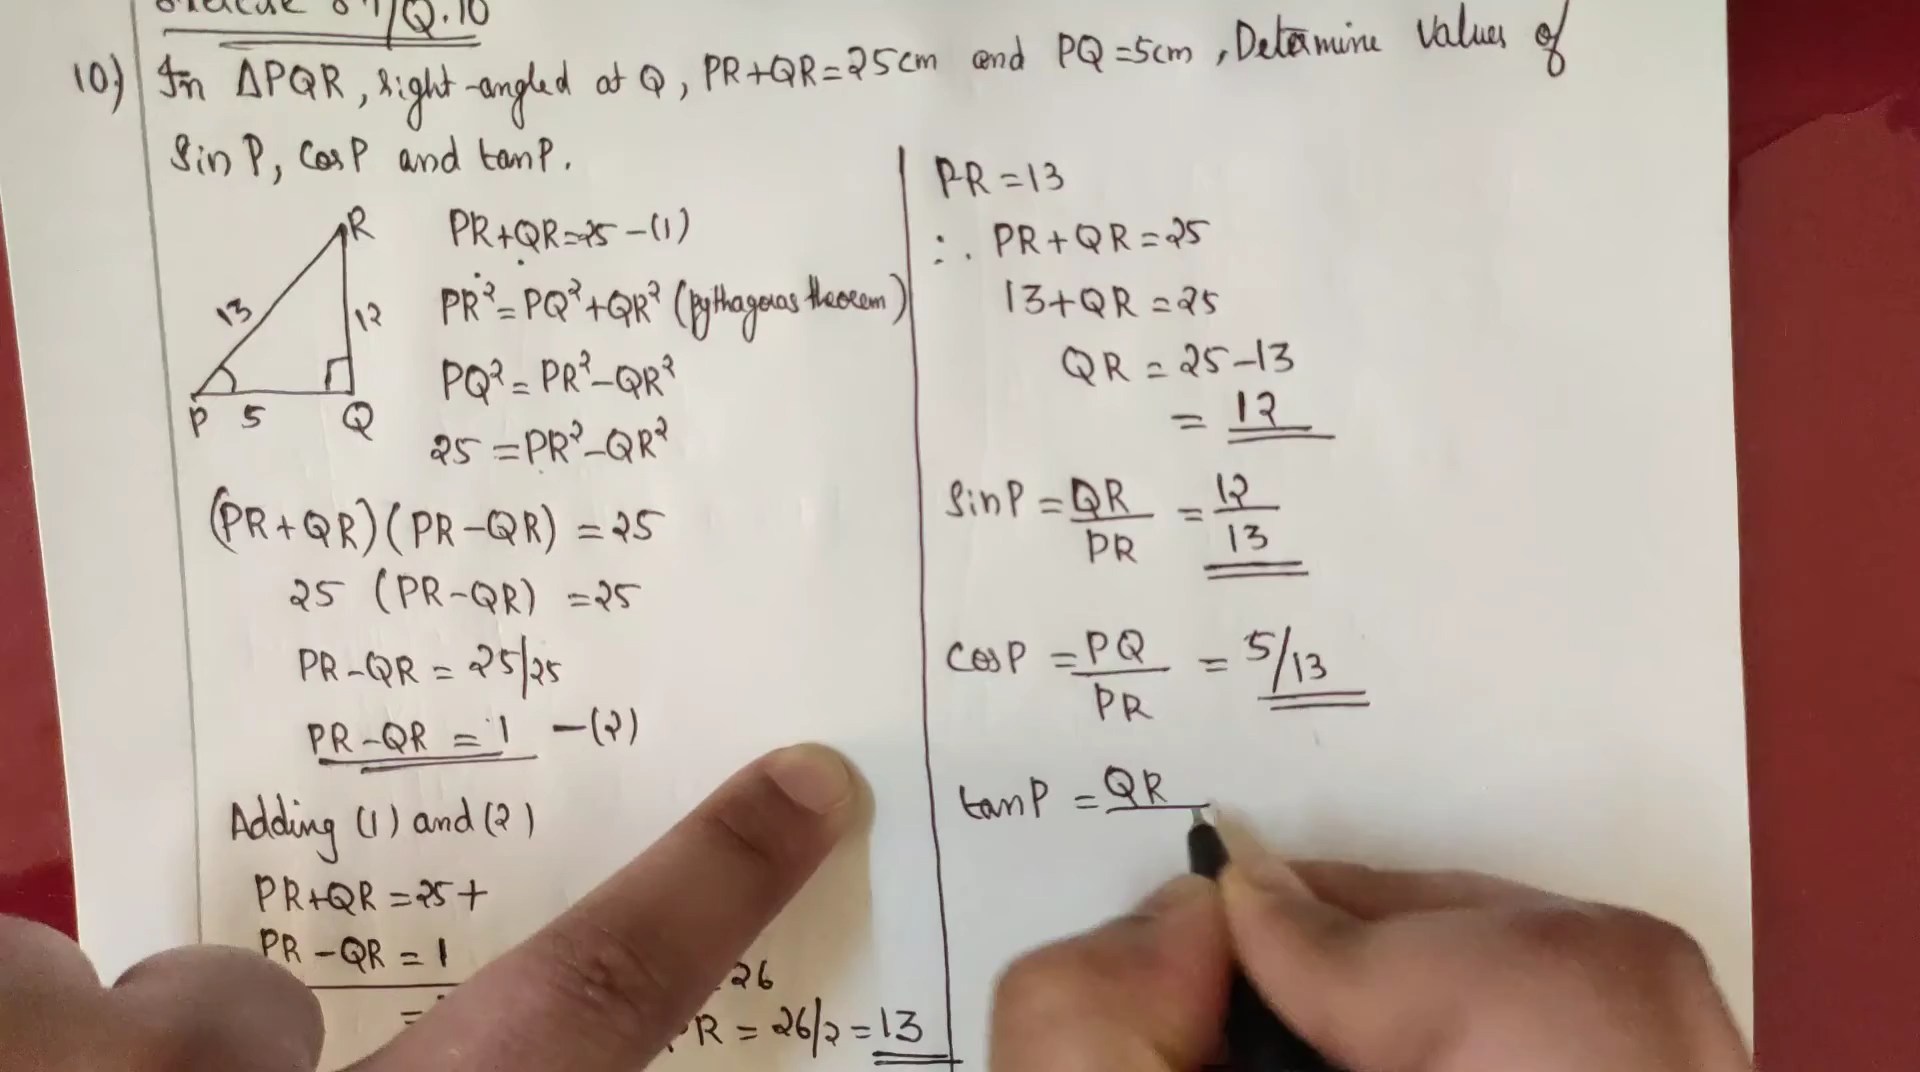 Q.10
10) In ΔPQR, right-angled at Q, PR+QR=25cm and PQ=5cm, Determine values of
Sin P, Cos P and tan P.
R
13
12
P 5 Q
PR+QR=25 –(1)
PR²=PQ²+QR² (pythagoras theorem)
PQ²=PR²–QR²
25 =PR²–QR²
(PR+QR)(PR–QR) =25
25 (PR–QR) =25
PR–QR = 25/25
PR–QR = 1 –(2)
Adding (1) and (2)
PR+QR =25+
PR–QR =1
=
26
R = 26/2=13
PR =13
∴ PR+QR=25
13+QR =25
QR = 25–13
= 12
Sin P = QR/PR = 12/13
Cos P = PQ/PR = 5/13
tan P = QR